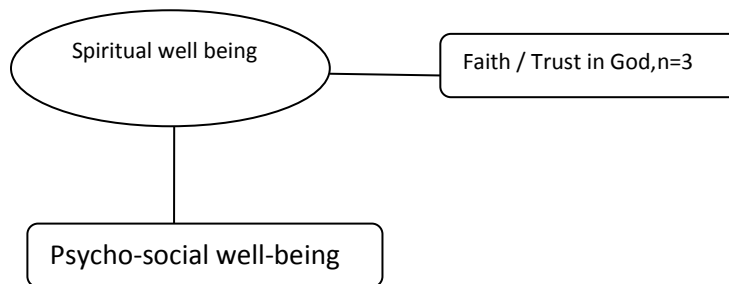 Spiritual well being
Faith / Trust in God,n=3
Psycho-social well-being